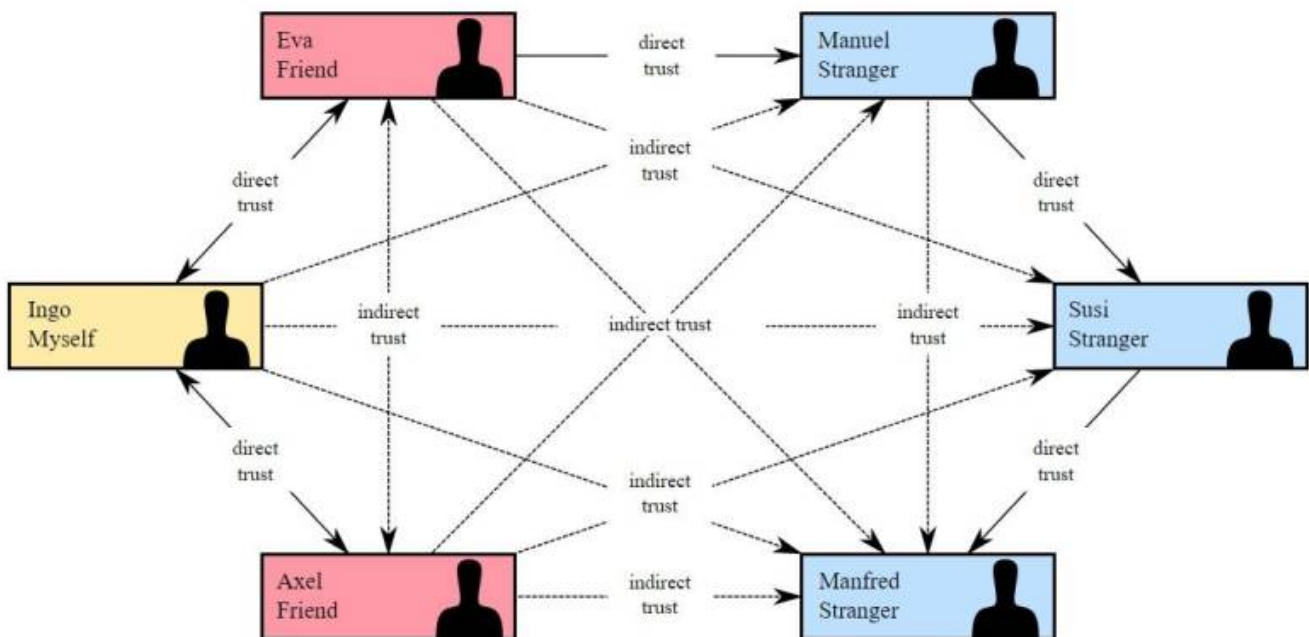 Eva
Friend
direct
trust
Manuel
Stranger
indirect
trust
direct
trust
direct
trust
Ingo
Myself
indirect
trust
indirect trust
indirect
trust
Susi
Stranger
direct
trust
indirect
trust
direct
trust
Axel
Friend
indirect
trust
Manfred
Stranger